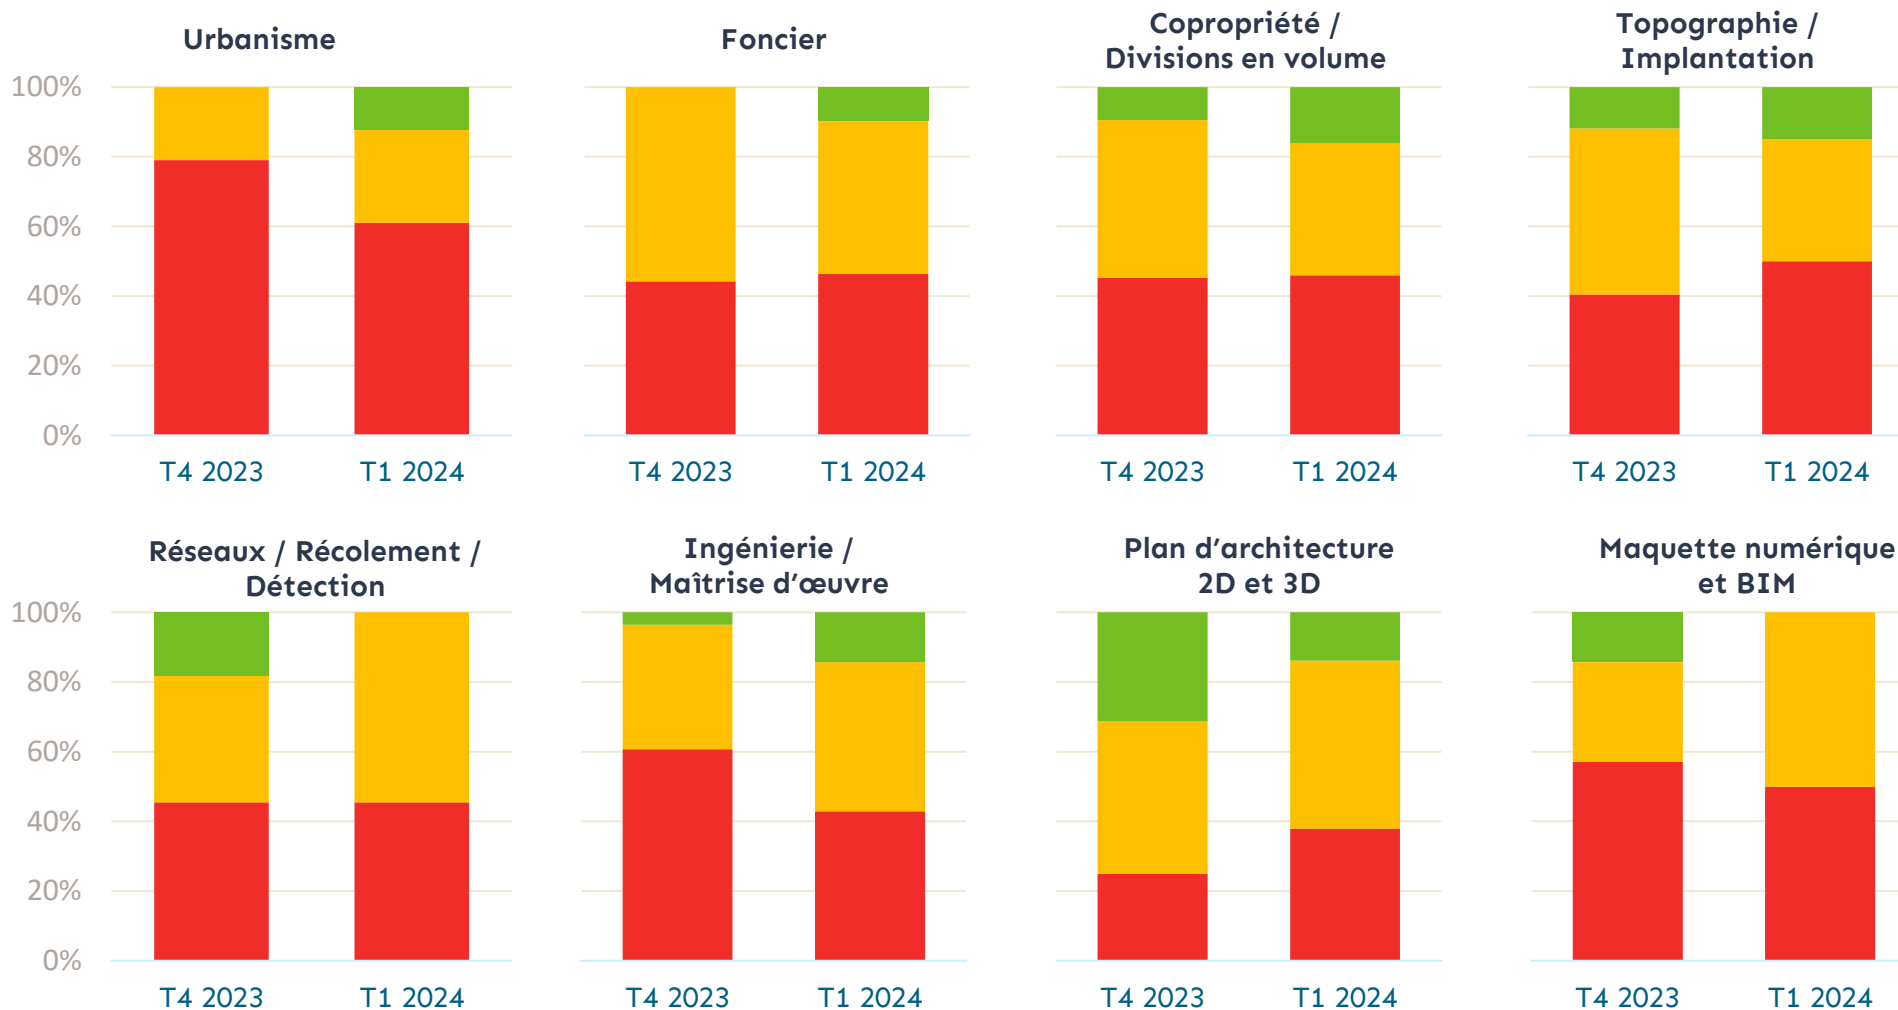 Urbanisme
Foncier
Copropriété /
Divisions en volume
Topographie /
Implantation
100%
80%
60%
40%
20%
0%
T4 2023
T1 2024
T4 2023
T1 2024
T4 2023
T1 2024
T4 2023
T1 2024
Réseaux / Récolement /
Détection
Ingénierie /
Maîtrise d’œuvre
Plan d’architecture
2D et 3D
Maquette numérique
et BIM
100%
80%
60%
40%
20%
0%
T4 2023
T1 2024
T4 2023
T1 2024
T4 2023
T1 2024
T4 2023
T1 2024